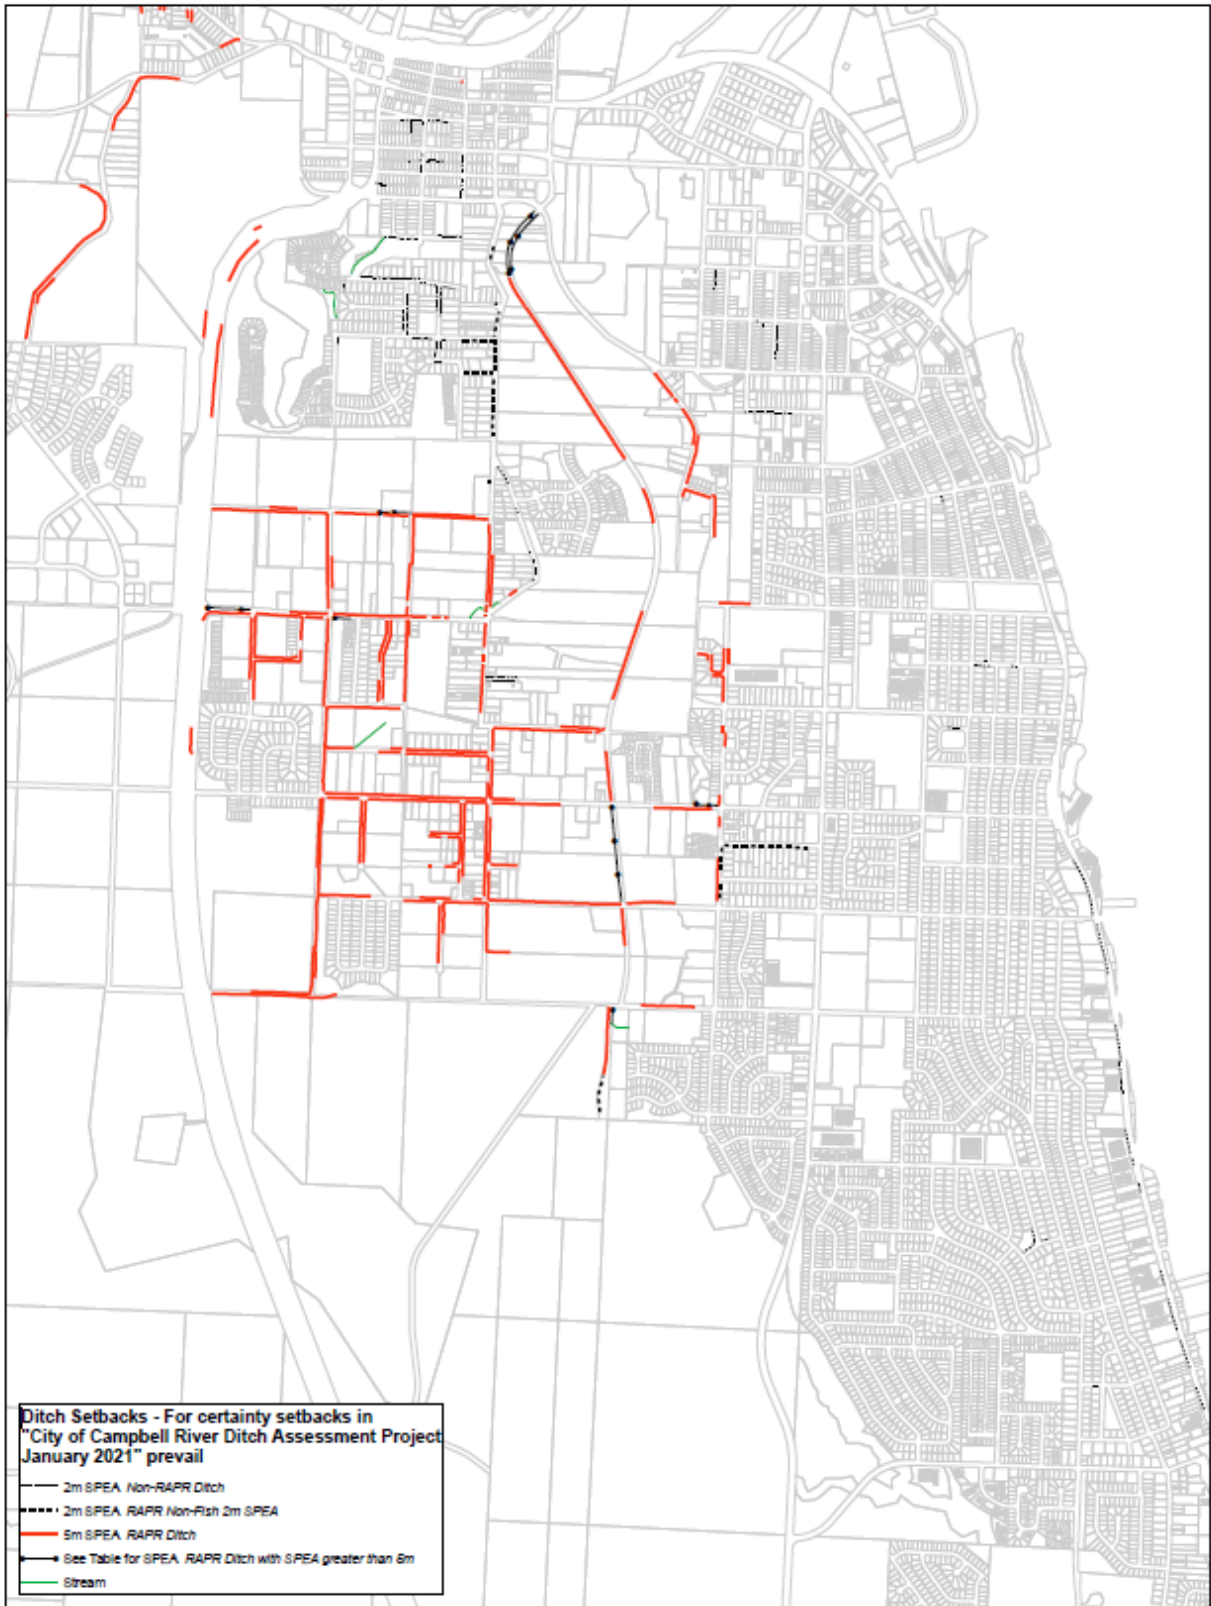 Ditch Setbacks - For certainty setbacks in
"City of Campbell River Ditch Assessment Project
January 2021" prevail
2m SPEA Non-RAPR Ditch
2m SPEA RAPR Non-Fish 2m SPEA
5m SPEA RAPR Ditch
See Table for SPEA RAPR Ditch with SPEA greater than 5m
Stream